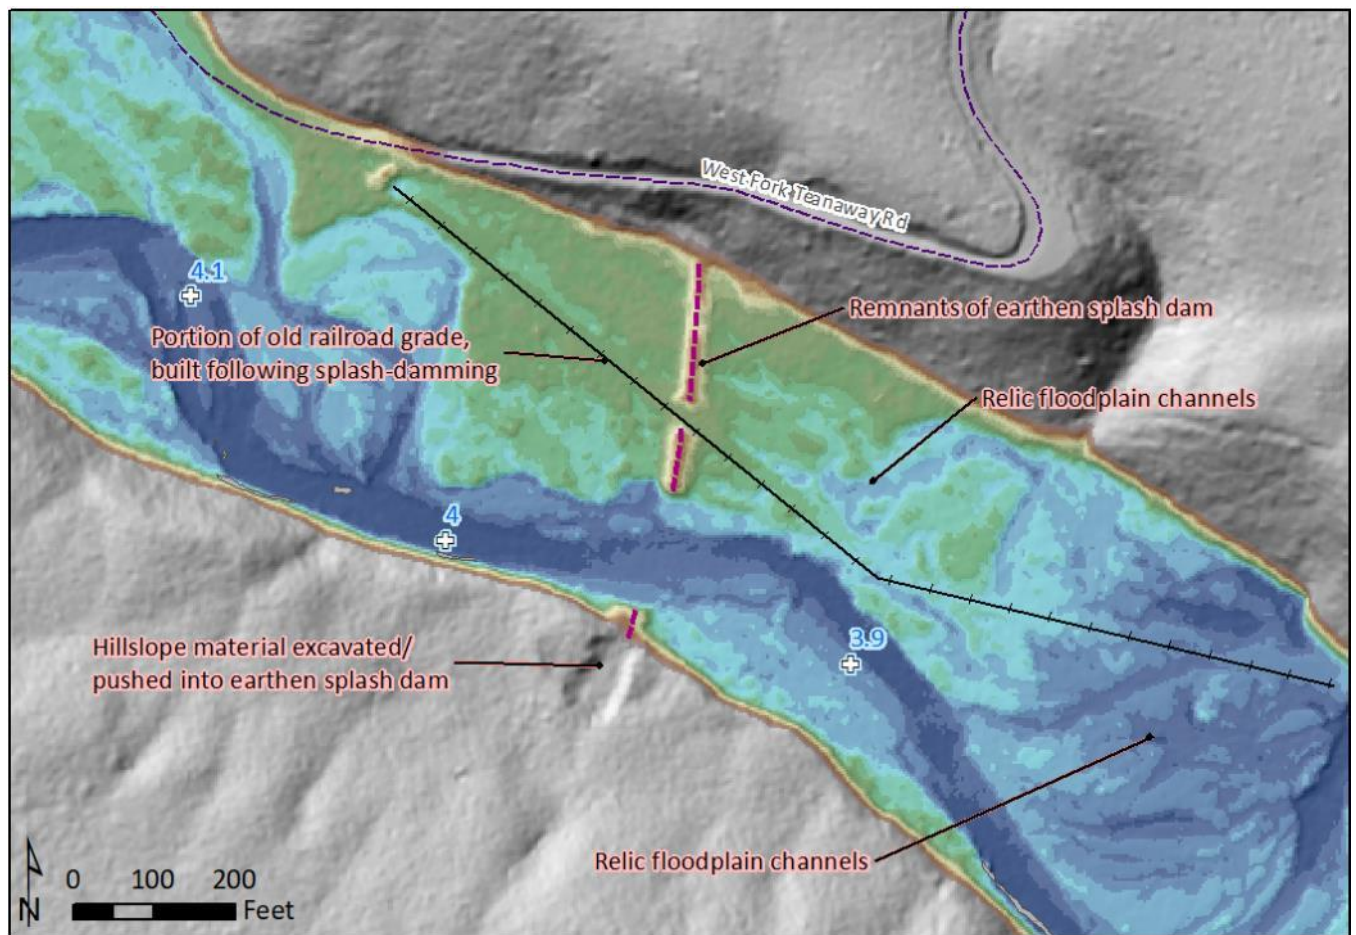 West Fork Teanaway Rd
4.1
Remnants of earthen splash dam
Portion of old railroad grade,
built following splash-damming
Relic floodplain channels
4
3.9
Hillslope material excavated/
pushed into earthen splash dam
Relic floodplain channels
0 100 200
Feet
N